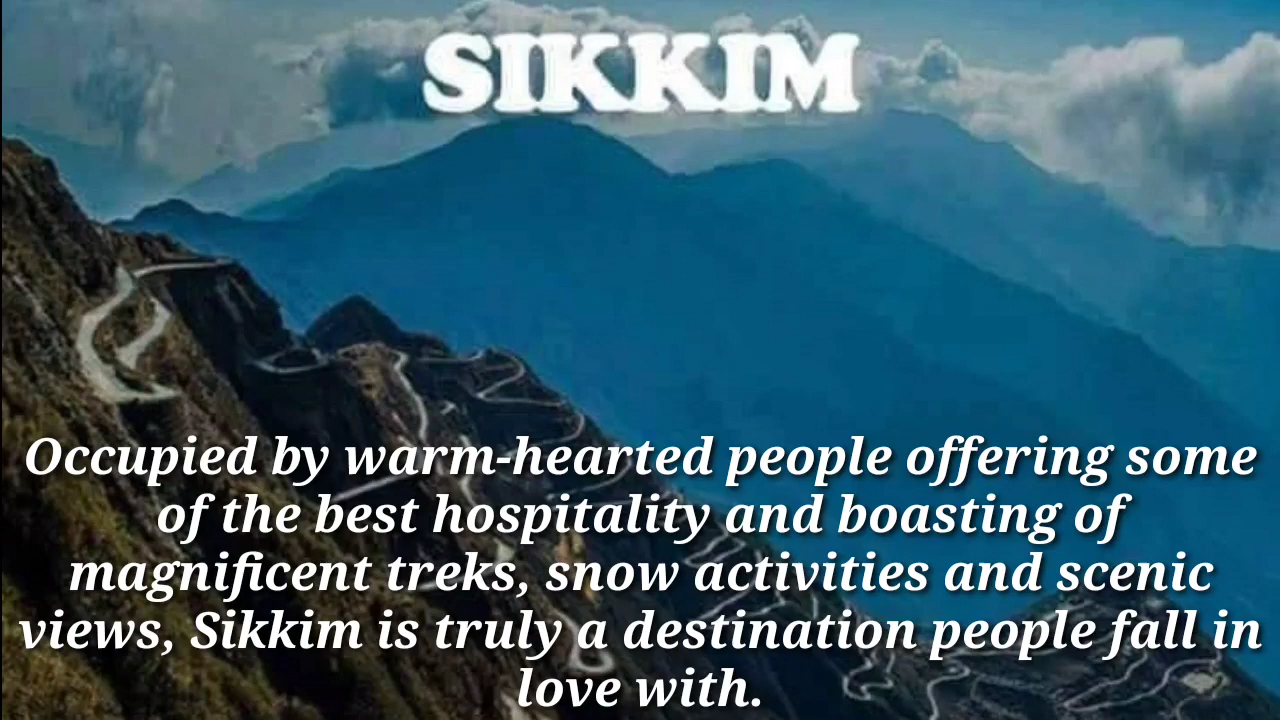 SIKKIM
Occupied by warm-hearted people offering some
of the best hospitality and boasting of
magnificent treks, snow activities and scenic
views, Sikkim is truly a destination people fall in
love with.